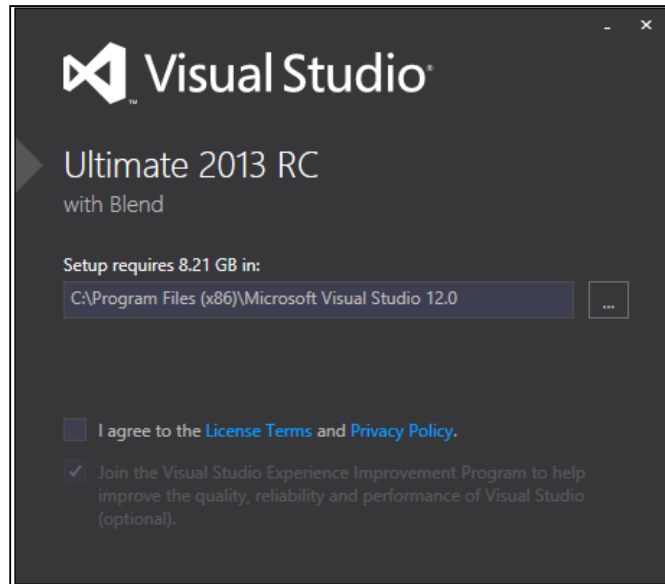 Visual Studio®
™
Ultimate 2013 RC
with Blend
Setup requires 8.21 GB in:
C:\Program Files (x86)\Microsoft Visual Studio 12.0
...
I agree to the License Terms and Privacy Policy.
Join the Visual Studio Experience Improvement Program to help
improve the quality, reliability and performance of Visual Studio
(optional).